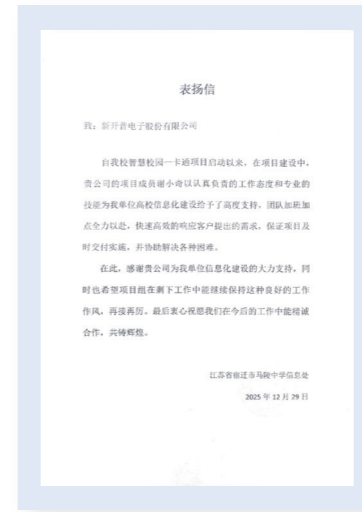 表扬信
致：新开普电子股份有限公司
自我校智慧校园一卡通项目启动以来，在项目建设中，
贵公司的项目成员谢小奇以认真负责的工作态度和专业的
技能为我单位高校信息化建设给予了高度支持，团队加班加
点全力以赴，快速高效的响应客户提出的需求，保证项目及
时交付实施，并协助解决各种困难。
在此，感谢贵公司为我单位信息化建设的大力支持，同
时也希望项目组在剩下工作中能继续保持这种良好的工作
作风，再接再厉。最后衷心祝愿我们在今后的工作中能精诚
合作，共铸辉煌。
江苏省宿迁市马陵中学信息处
2025 年 12 月 29 日